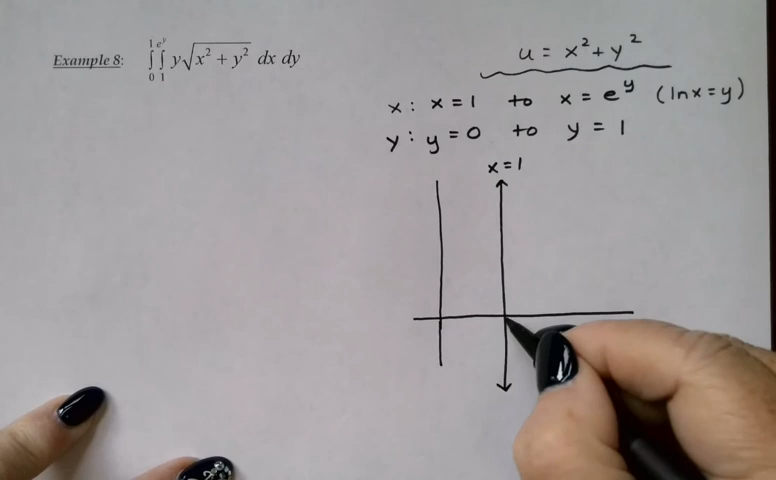 Example 8: ∫₀¹ ∫₁^{e^y} y√(x² + y²) dx dy
u = x² + y²
x: x = 1 to x = e^y (ln x = y)
y: y = 0 to y = 1
x = 1